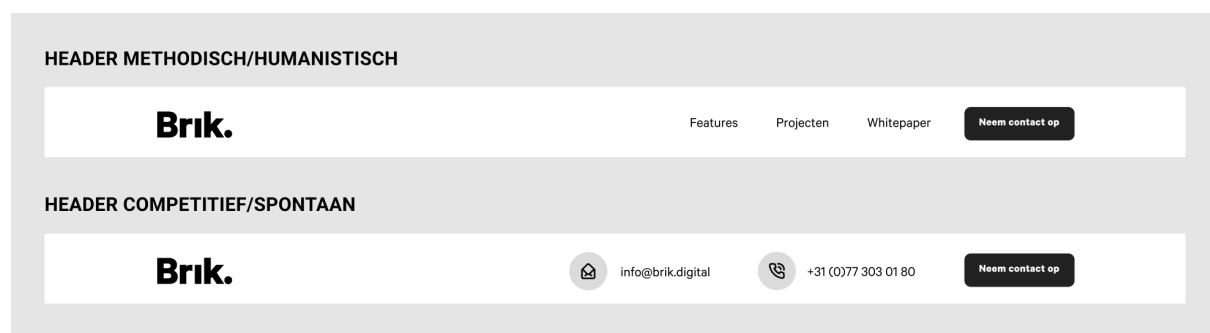 HEADER METHODISCH/HUMANISTISCH
Brik. Features Projecten Whitepaper Neem contact op
HEADER COMPETITIEF/SPONTAAN
Brik. info@brik.digital +31 (0)77 303 01 80 Neem contact op